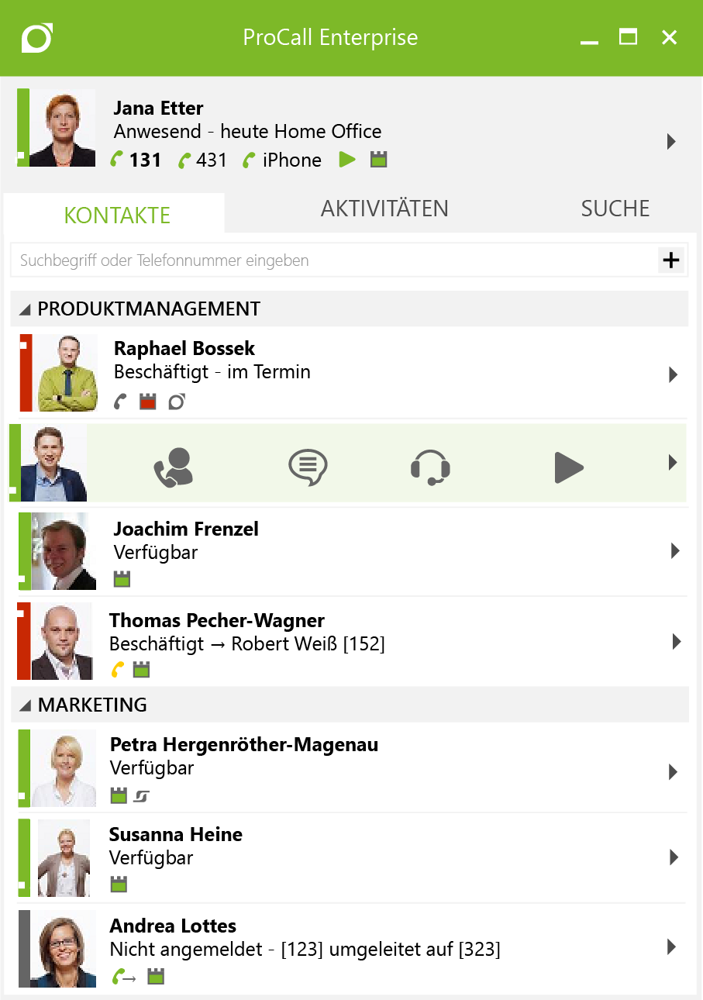 ProCall Enterprise
Jana Etter
Anwesend - heute Home Office
131 431 iPhone
KONTAKTE AKTIVITÄTEN SUCHE
Suchbegriff oder Telefonnummer eingeben
PRODUKTMANAGEMENT
Raphael Bossek
Beschäftigt - im Termin
Joachim Frenzel
Verfügbar
Thomas Pecher-Wagner
Beschäftigt → Robert Weiß [152]
MARKETING
Petra Hergenröther-Magenau
Verfügbar
Susanna Heine
Verfügbar
Andrea Lottes
Nicht angemeldet - [123] umgeleitet auf [323]